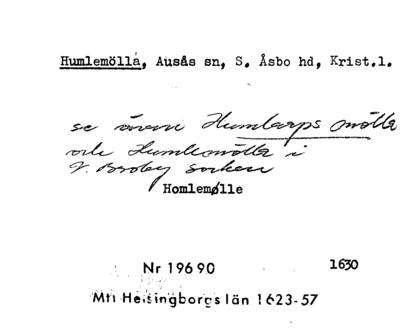 Humlemölla, Ausås sn, S. Åsbo hd, Krist.l.
se även Humlarps mölla
och Humlemölla i
V. Broby socken
Homlemølle
Nr 19690 1630
Mtl Helsingborgs län 1623-57